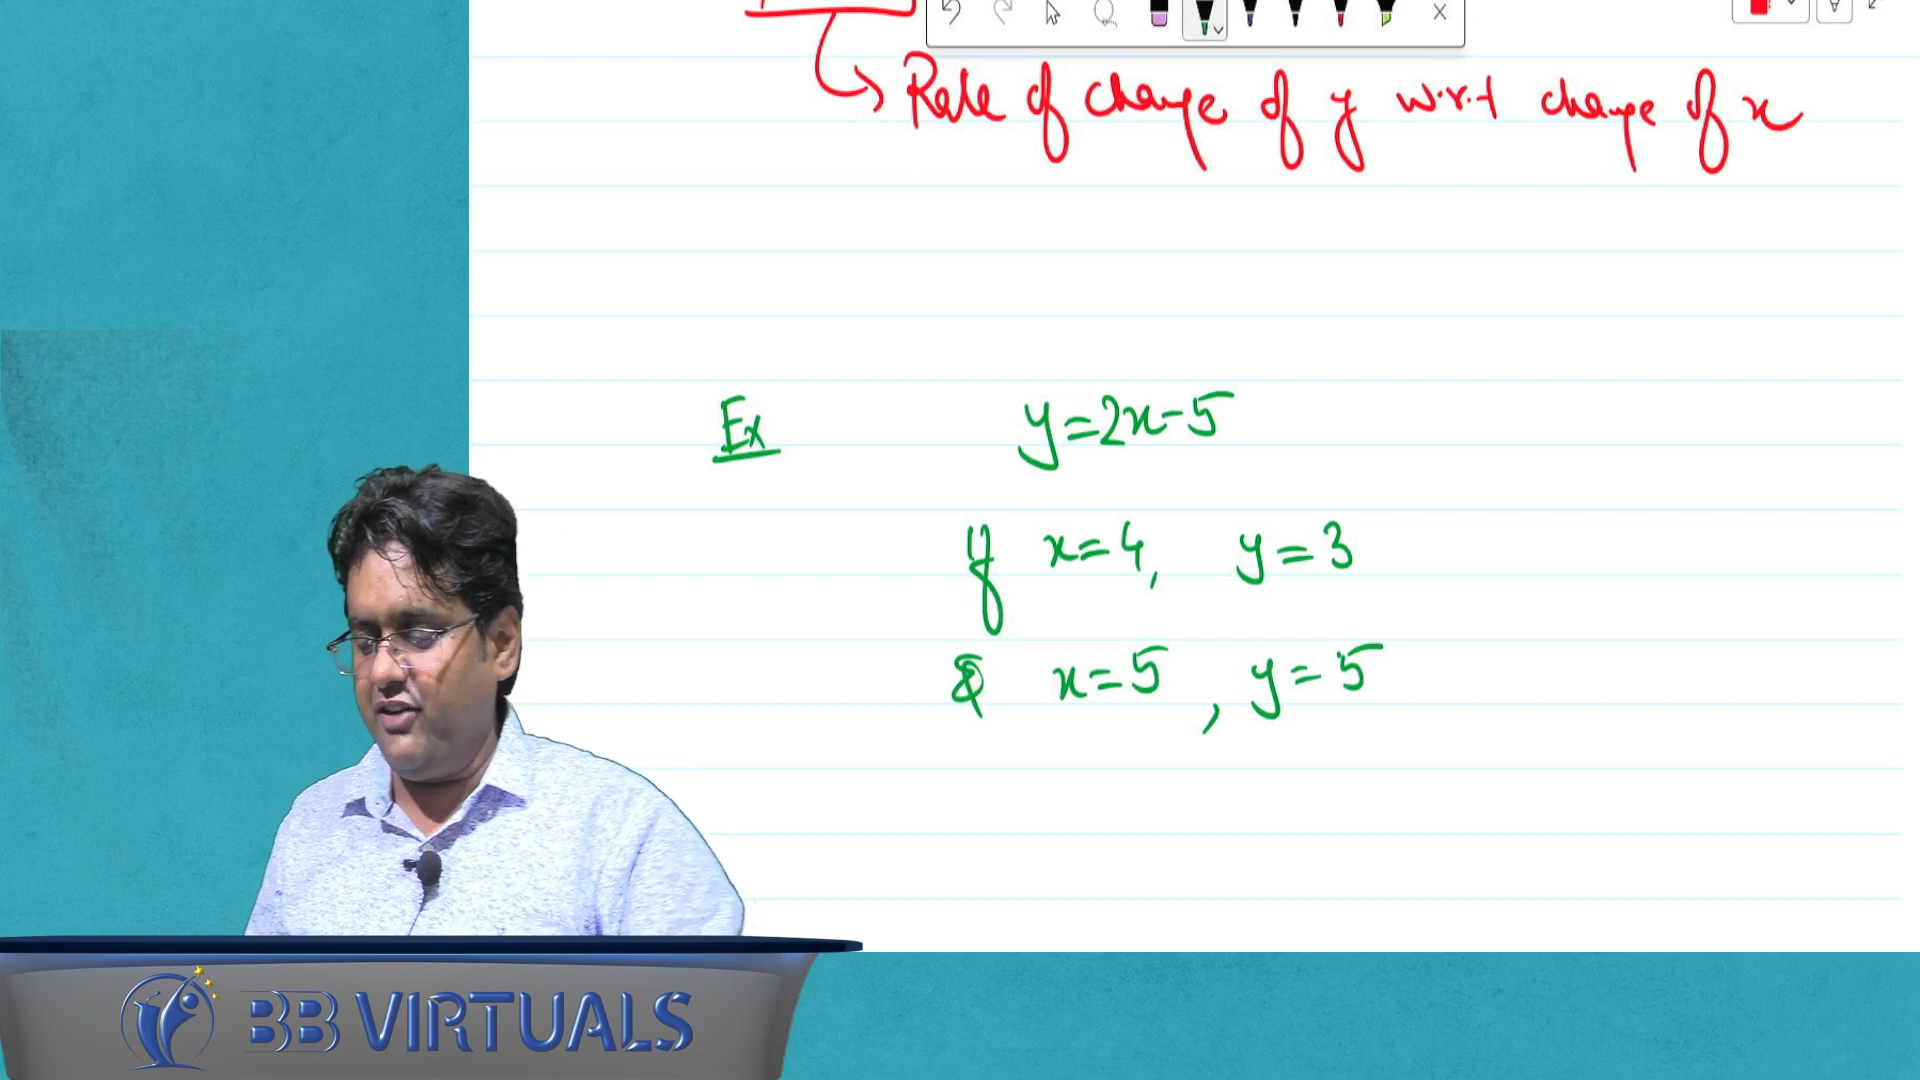 Rate of change of y w.r.t change of x
Ex y=2x-5
If x=4, y=3
& x=5, y=5
BB VIRTUALS